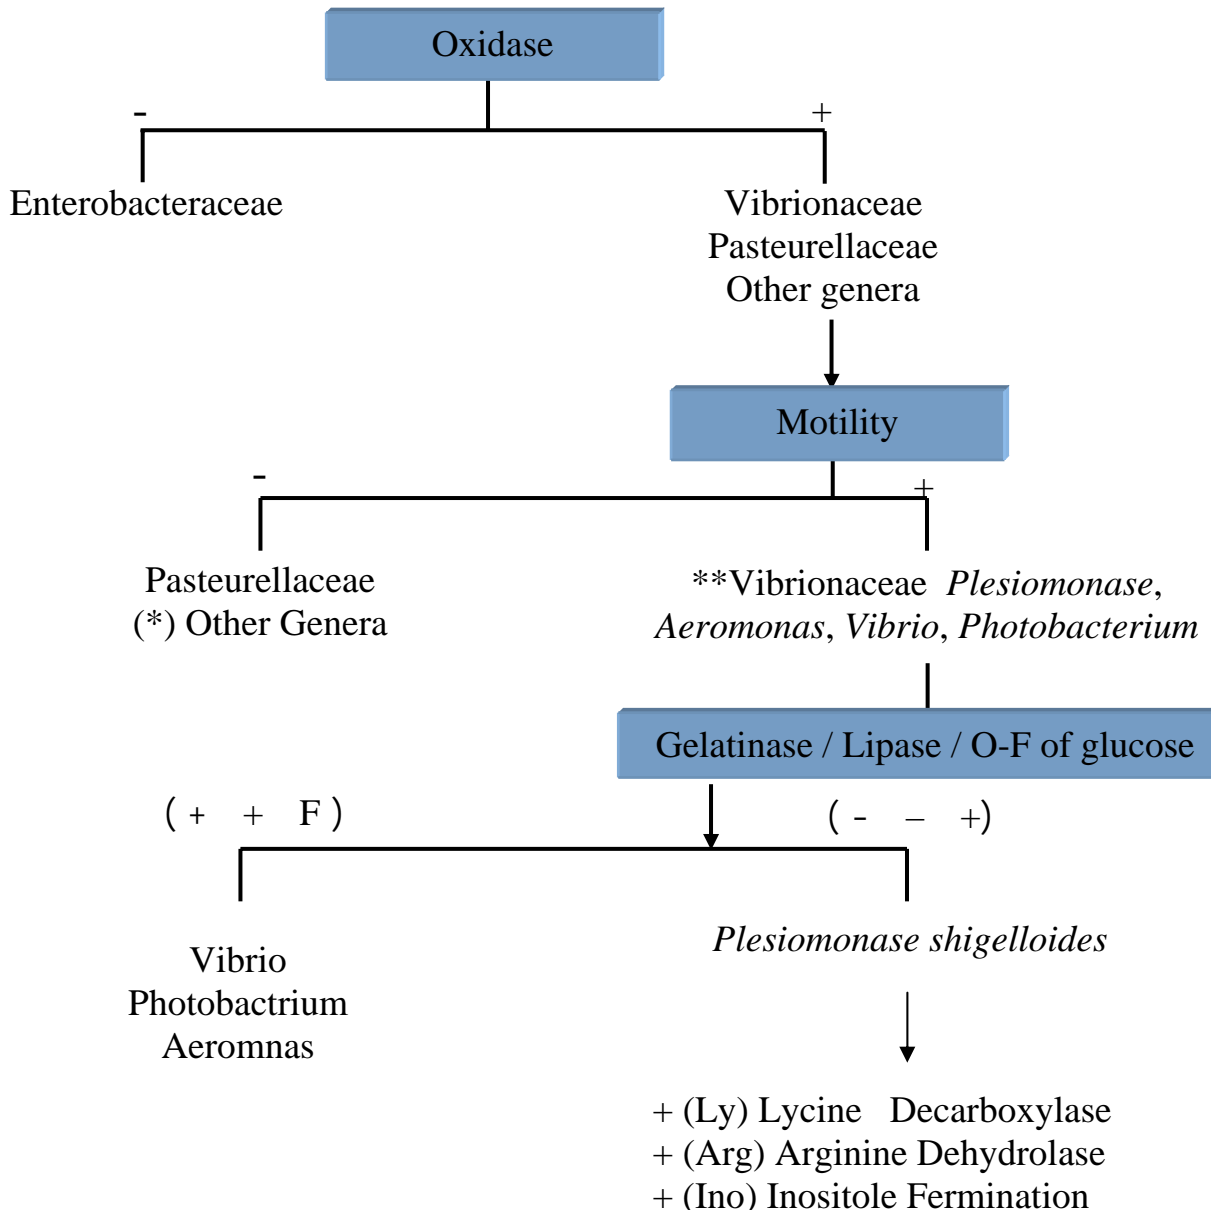 Oxidase
- +
Enterobacteraceae
Vibrionaceae
Pasteurellaceae
Other genera
Motility
- +
Pasteurellaceae
(*) Other Genera
**Vibrionaceae Plesiomonase,
Aeromonas, Vibrio, Photobacterium
Gelatinase / Lipase / O-F of glucose
( + + F )
( - – +)
Vibrio
Photobactrium
Aeromnas
Plesiomonase shigelloides
+ (Ly) Lycine Decarboxylase
+ (Arg) Arginine Dehydrolase
+ (Ino) Inositole Fermination